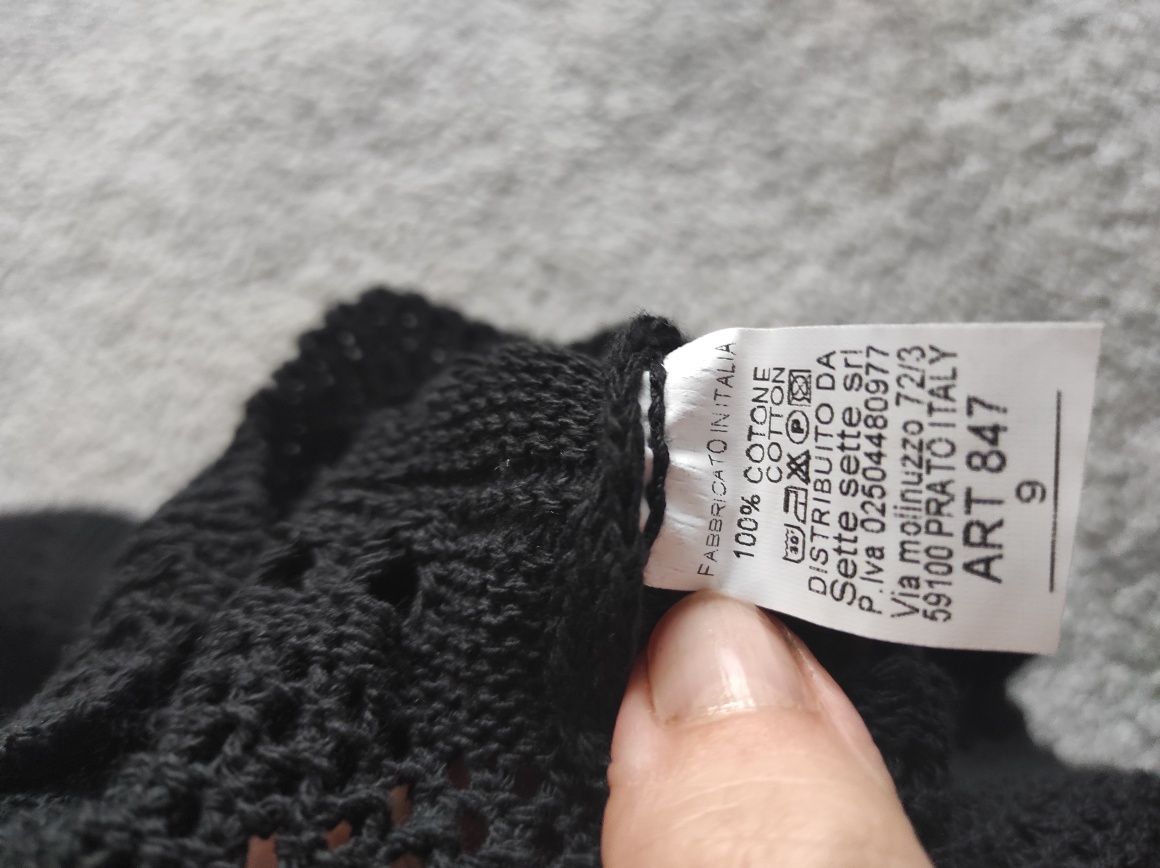 FABBRICATO IN ITALIA
100% COTONE
COTTON
30°
P
DISTRIBUITO DA
Sette sette srl
P.Iva 02504480977
Via molinuzzo 72/3
59100 PRATO ITALY
ART 847
9